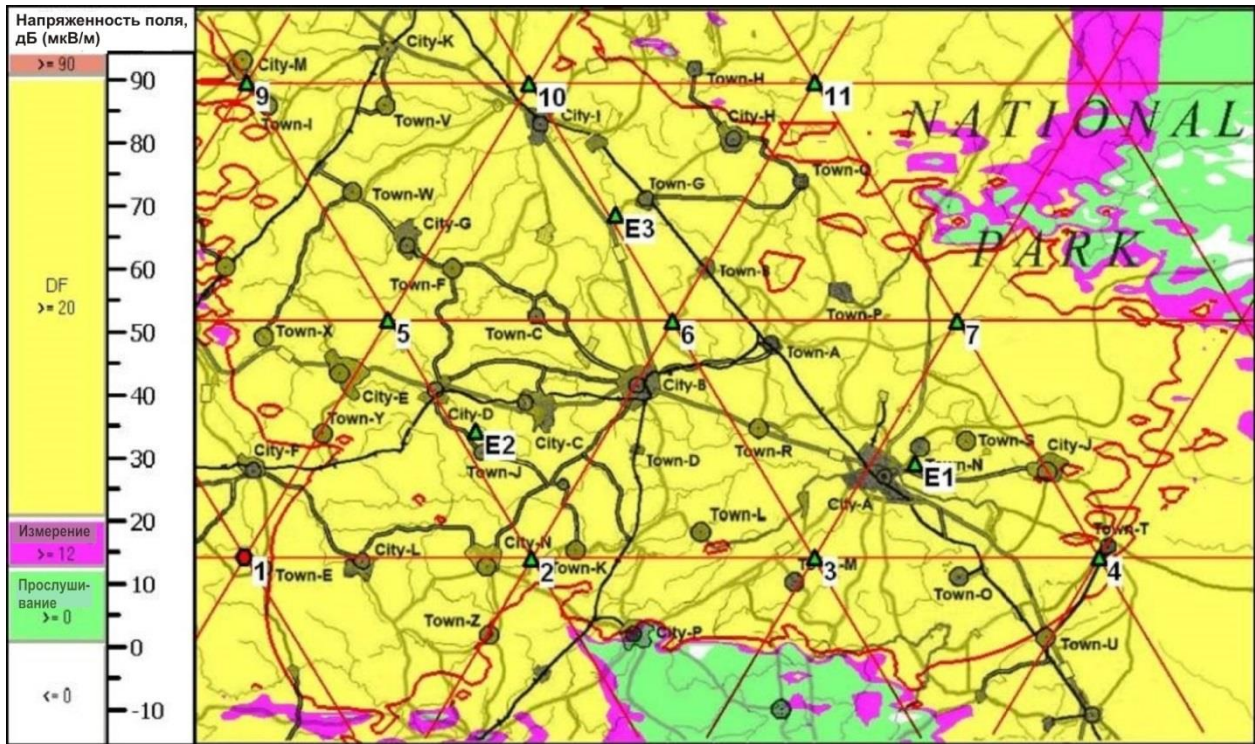 Напряженность поля,
дБ (мкВ/м)
>= 90
DF
>= 20
Измерение
>= 12
Прослуши-
вание
>= 0
<= 0
90
80
70
60
50
40
30
20
10
0
-10
City-K
City-M
9
Town-I
Town-V
10
City-I
Town-H
City-H
11
NATIONAL
PARK
Town-W
City-G
Town-G
E3
Town-F
Town-B
Town-P
Town-X
5
Town-C
6
Town-A
7
City-E
City-B
City-D
Town-Y
City-C
E2
Town-J
Town-R
Town-D
City-F
Town-S
City-J
Town-N
E1
City-A
Town-L
Town-T
1
Town-E
City-L
City-N
2
Town-K
3
Town-M
4
Town-O
Town-Z
City-P
Town-U